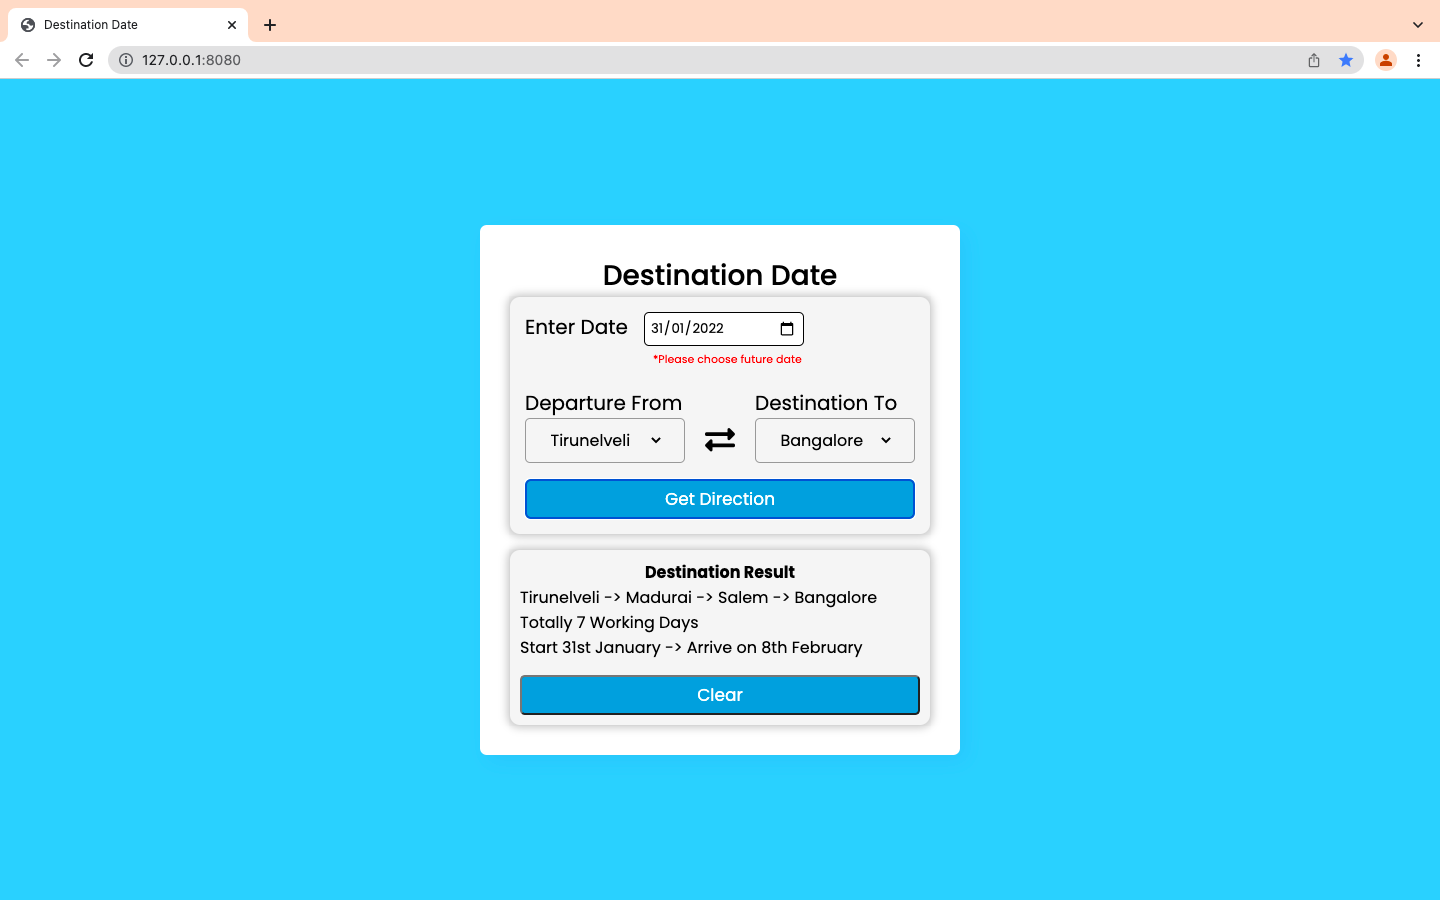 Destination Date
127.0.0.1:8080
Destination Date
Enter Date 31/01/2022
*Please choose future date
Departure From Destination To
Tirunelveli Bangalore
Get Direction
Destination Result
Tirunelveli -> Madurai -> Salem -> Bangalore
Totally 7 Working Days
Start 31st January -> Arrive on 8th February
Clear